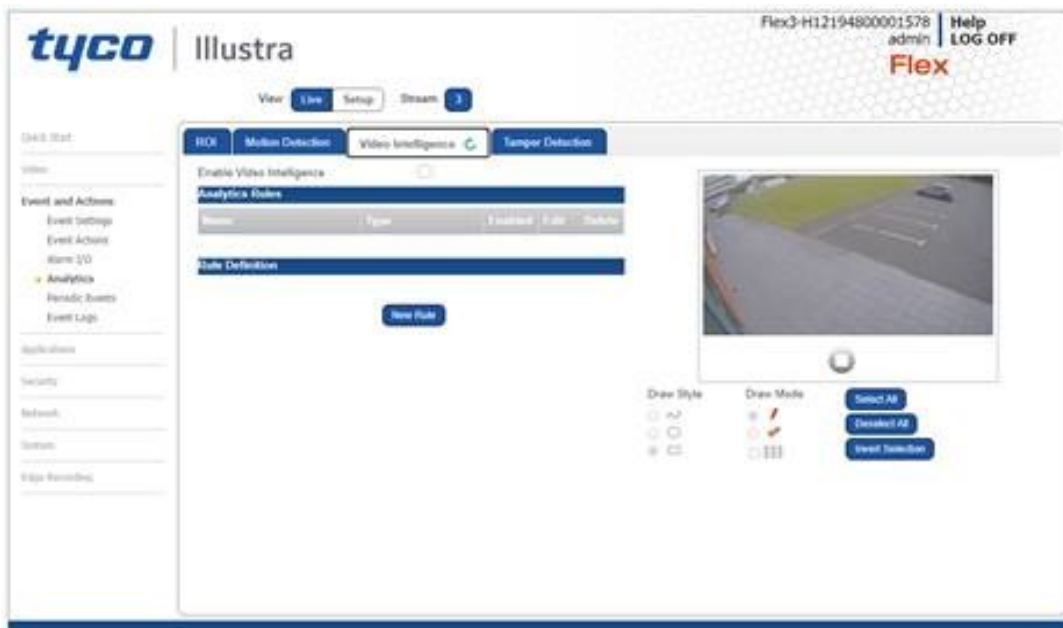 tyco | Illustra
Flex3-H12194800001578 | Help
admin | LOG OFF
Flex
View Live Setup Stream 3
Quick Start
Video
Event and Actions
Event Settings
Event Actions
Alarm I/O
Analytics
Periodic Events
Event Logs
Applications
Security
Network
System
Edge Recording
ROI Motion Detection Video Intelligence Tamper Detection
Enable Video Intelligence
Analytics Rules
Name Type Enabled Edit Delete
Rule Definition
New Rule
Draw Style Draw Mode
Select All
Deselect All
Invert Selection